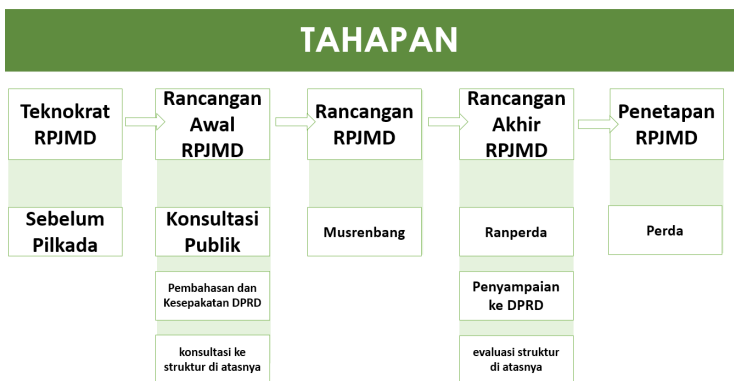 TAHAPAN
Teknokrat
RPJMD
Rancangan
Awal
RPJMD
Rancangan
RPJMD
Rancangan
Akhir
RPJMD
Penetapan
RPJMD
Sebelum
Pilkada
Konsultasi
Publik
Musrenbang
Ranperda
Perda
Pembahasan dan
Kesepakatan DPRD
Penyampaian
ke DPRD
konsultasi ke
struktur di atasnya
evaluasi struktur
di atasnya